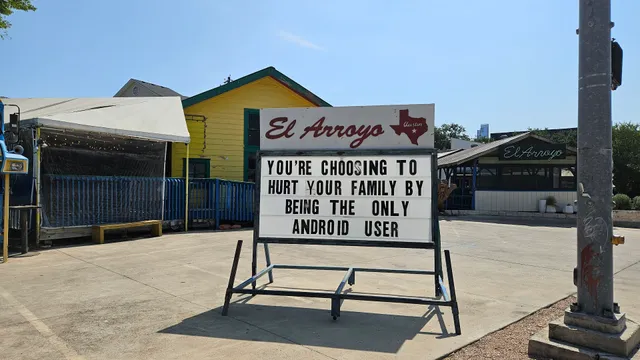 El Arroyo
Austin
YOU'RE CHOOSING TO
HURT YOUR FAMILY BY
BEING THE ONLY
ANDROID USER
El Arroyo